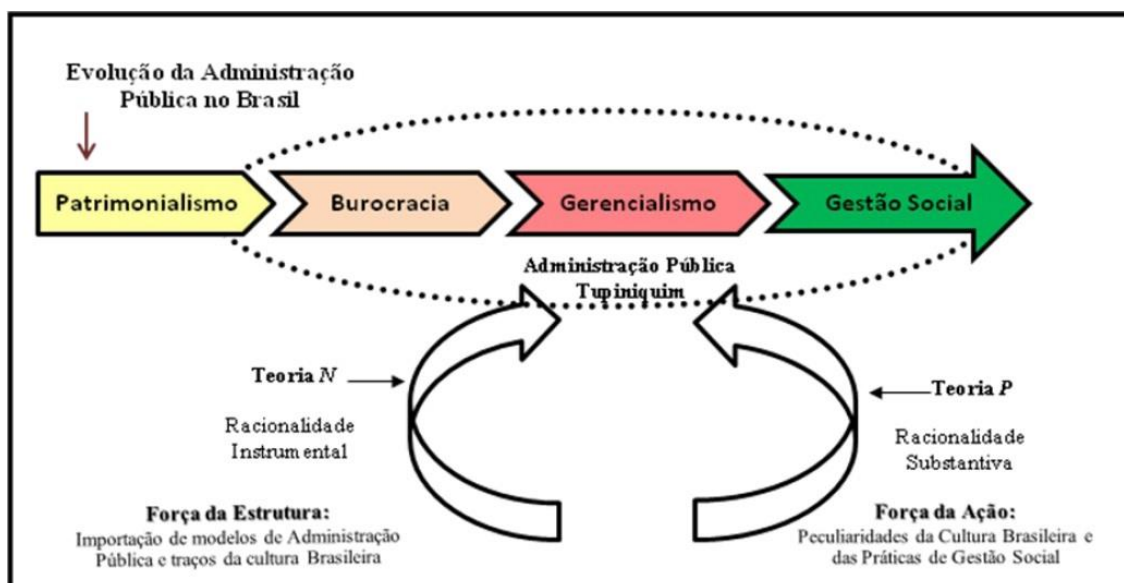 Evolução da Administração
Pública no Brasil
Patrimonialismo
Burocracia
Gerencialismo
Gestão Social
Administração Pública
Tupiniquim
Teoria N
Racionalidade
Instrumental
Teoria P
Racionalidade
Substantiva
Força da Estrutura:
Importação de modelos de Administração
Pública e traços da cultura Brasileira
Força da Ação:
Peculiaridades da Cultura Brasileira e
das Práticas de Gestão Social